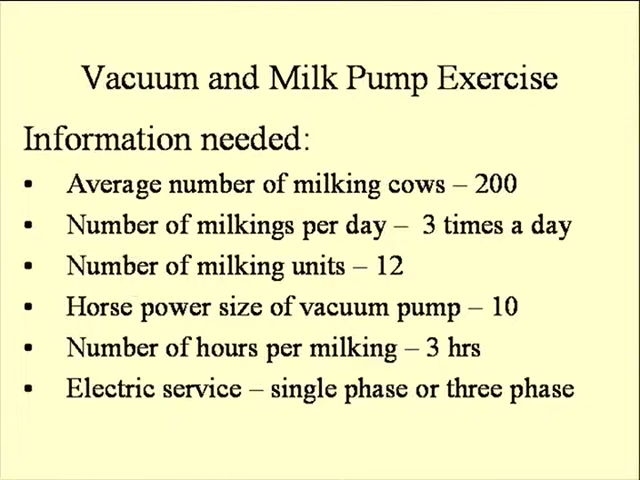 Vacuum and Milk Pump Exercise
Information needed:
• Average number of milking cows – 200
• Number of milkings per day – 3 times a day
• Number of milking units – 12
• Horse power size of vacuum pump – 10
• Number of hours per milking – 3 hrs
• Electric service – single phase or three phase